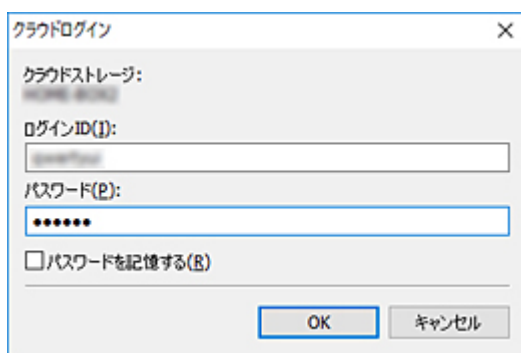 クラウドログイン
クラウドストレージ:
ログインID(I):
パスワード(P):
●●●●●●
パスワードを記憶する(R)
OK
キャンセル